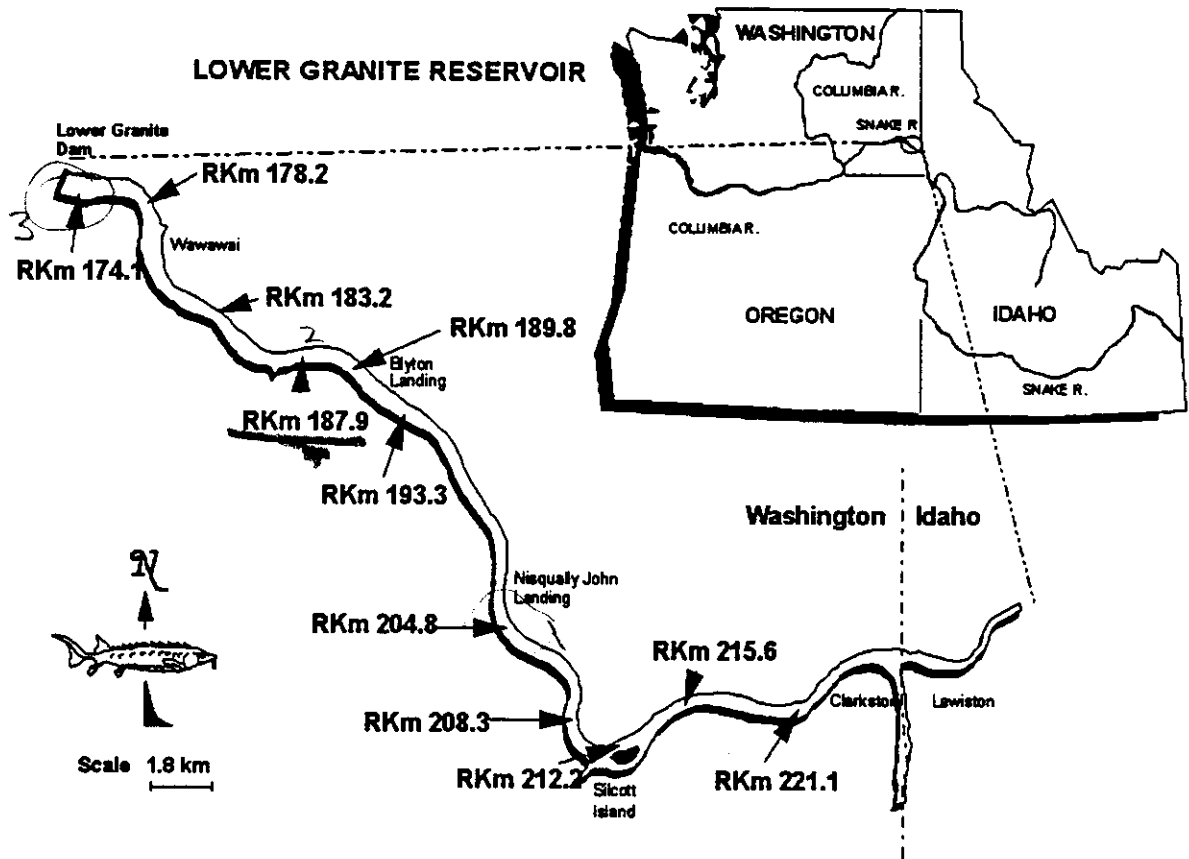 WASHINGTON
LOWER GRANITE RESERVOIR
COLUMBIA R.
SNAKE R
Lower Granite
Dam
RKm 178.2
3
Wawawai
COLUMBIA R.
RKm 174.1
RKm 183.2
OREGON
IDAHO
2
RKm 189.8
Blyton
Landing
SNAKE R.
RKm 187.9
RKm 193.3
Washington
Idaho
N
Nisqually John
Landing
1
RKm 204.8
RKm 215.6
Clarkston
Lewiston
RKm 208.3
Scale 1.8 km
RKm 212.2
RKm 221.1
Silcott
Island